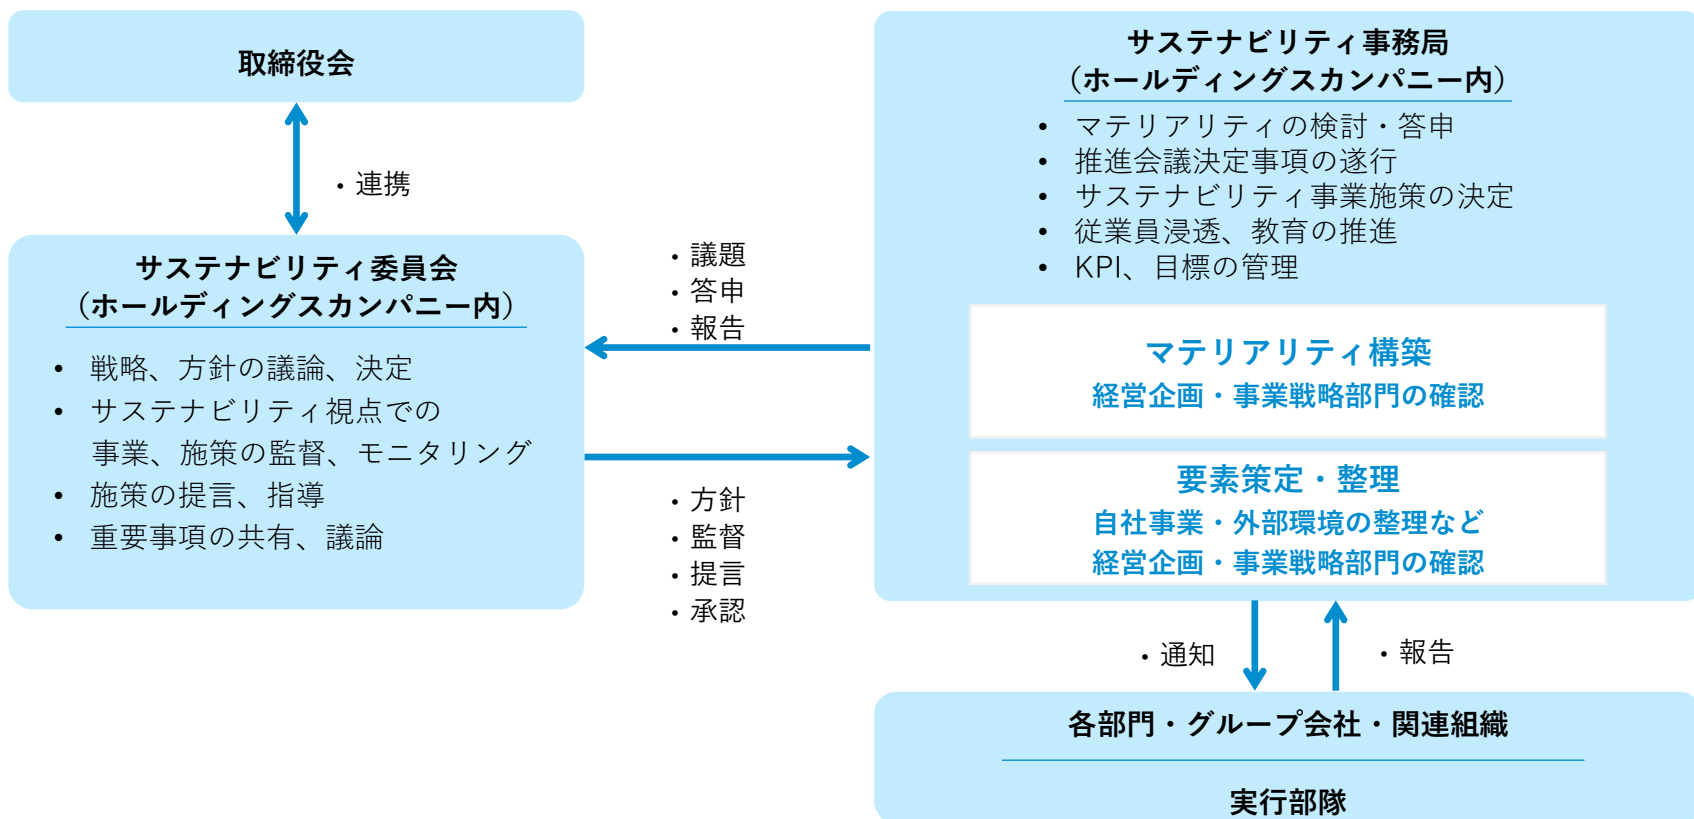 取締役会
・連携
サステナビリティ委員会
（ホールディングスカンパニー内）
• 戦略、方針の議論、決定
• サステナビリティ視点での
事業、施策の監督、モニタリング
• 施策の提言、指導
• 重要事項の共有、議論
・議題
・答申
・報告
・方針
・監督
・提言
・承認
サステナビリティ事務局
（ホールディングスカンパニー内）
• マテリアリティの検討・答申
• 推進会議決定事項の遂行
• サステナビリティ事業施策の決定
• 従業員浸透、教育の推進
• KPI、目標の管理
マテリアリティ構築
経営企画・事業戦略部門の確認
要素策定・整理
自社事業・外部環境の整理など
経営企画・事業戦略部門の確認
・通知
・報告
各部門・グループ会社・関連組織
実行部隊